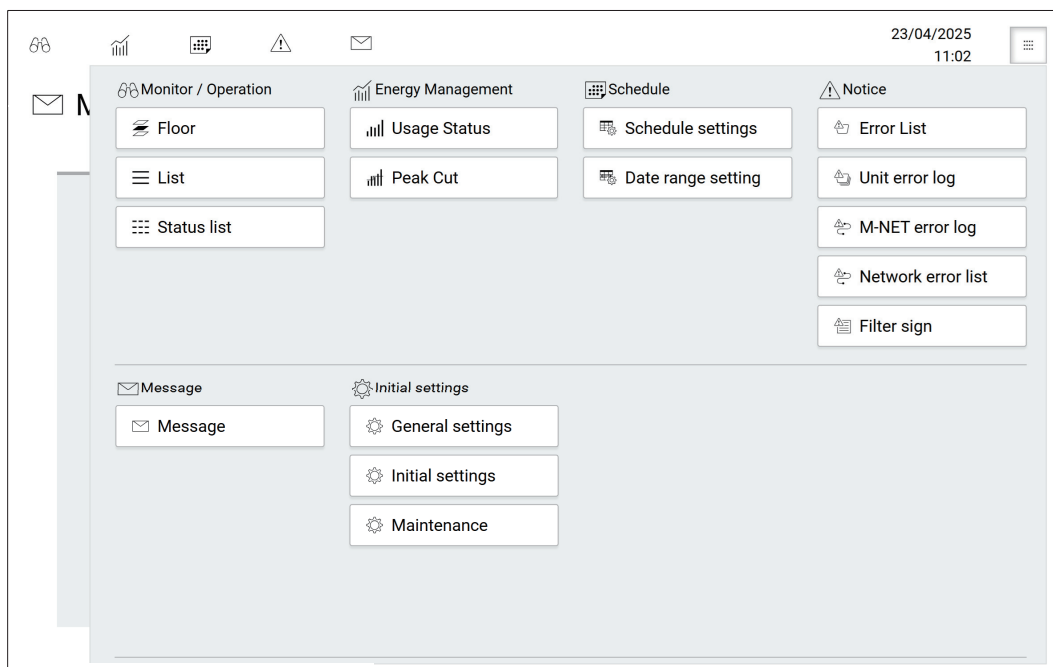 23/04/2025
11:02
Monitor / Operation
Floor
List
Status list
Energy Management
Usage Status
Peak Cut
Schedule
Schedule settings
Date range setting
Notice
Error List
Unit error log
M-NET error log
Network error list
Filter sign
Message
Message
Initial settings
General settings
Initial settings
Maintenance